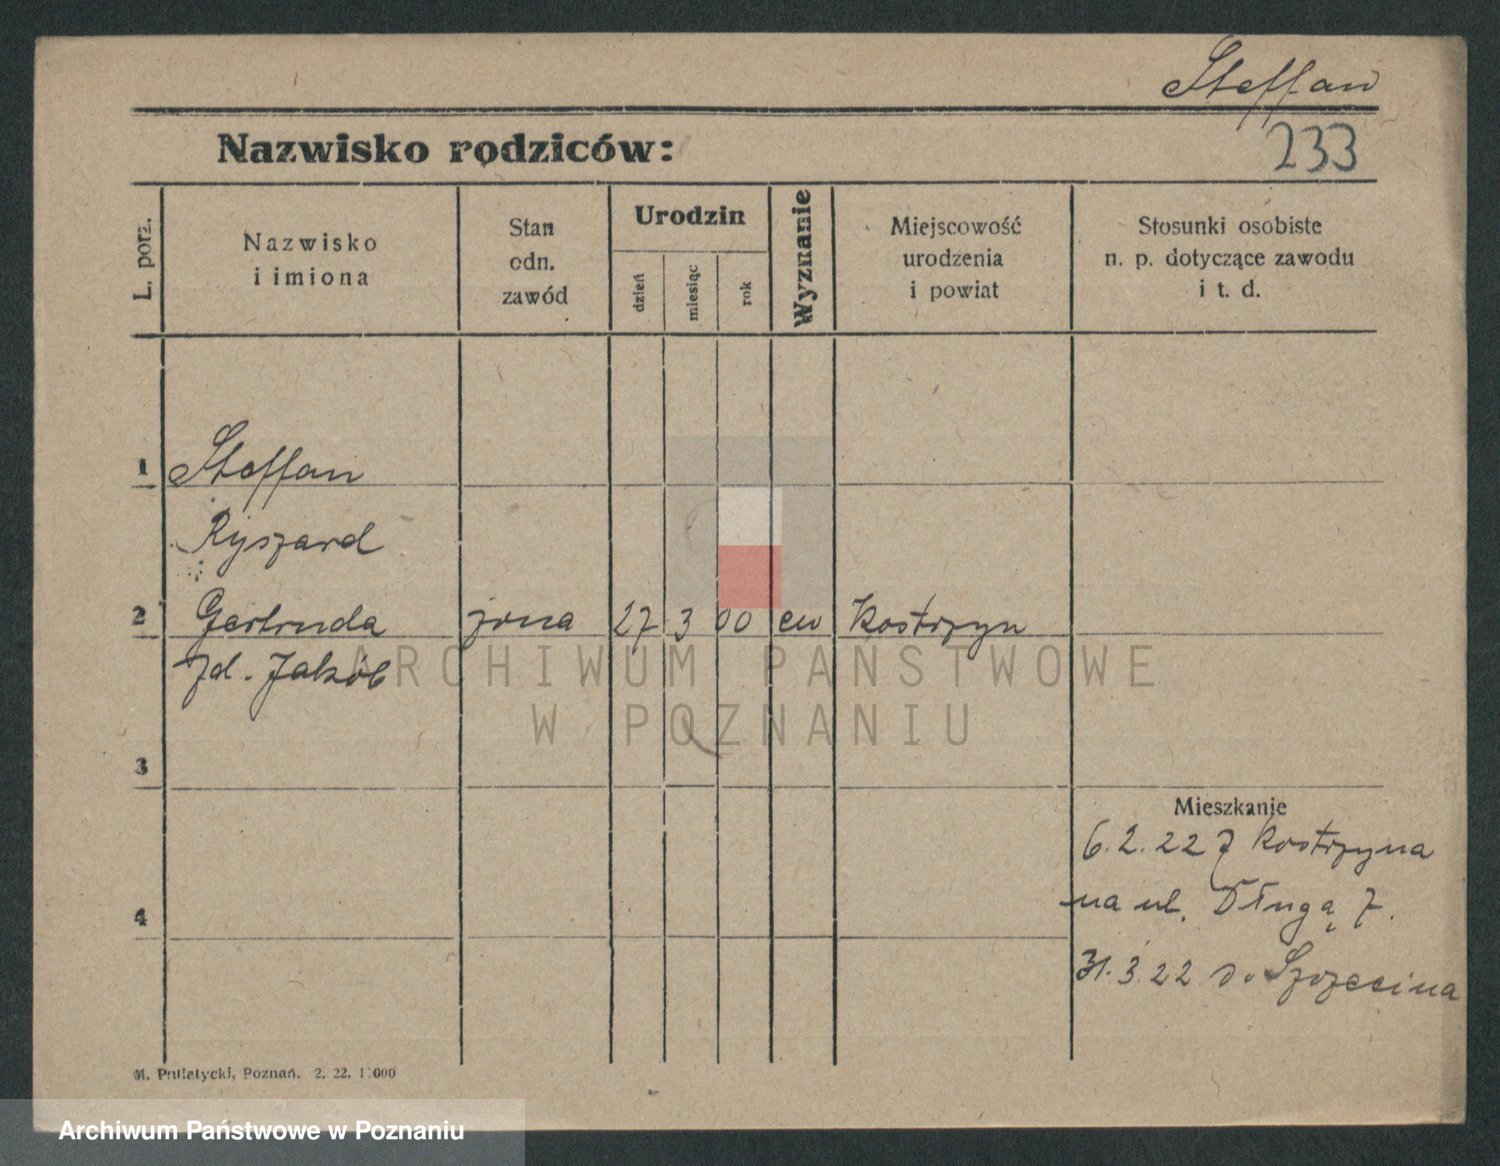 Steffan
Nazwisko rodziców:
233
L. porz.
Nazwisko
i imiona
Stan
odn.
zawód
Urodzin
dzień
miesiąc
rok
Wyznanie
Miejscowość
urodzenia
i powiat
Stosunki osobiste
n. p. dotyczące zawodu
i t. d.
1 Steffan
Ryszard
2 Gertruda żona 27 3 00 ew Kostrzyn
zd. Jakób
ARCHIWUM PAŃSTWOWE
W POZNANIU
3
Mieszkanie
6.2.22 z Kostrzyna
na ul. Długą 7.
4
31.3.22 do Szczecina
M. Putiatycki, Poznań. 2. 22. 1000
Archiwum Państwowe w Poznaniu